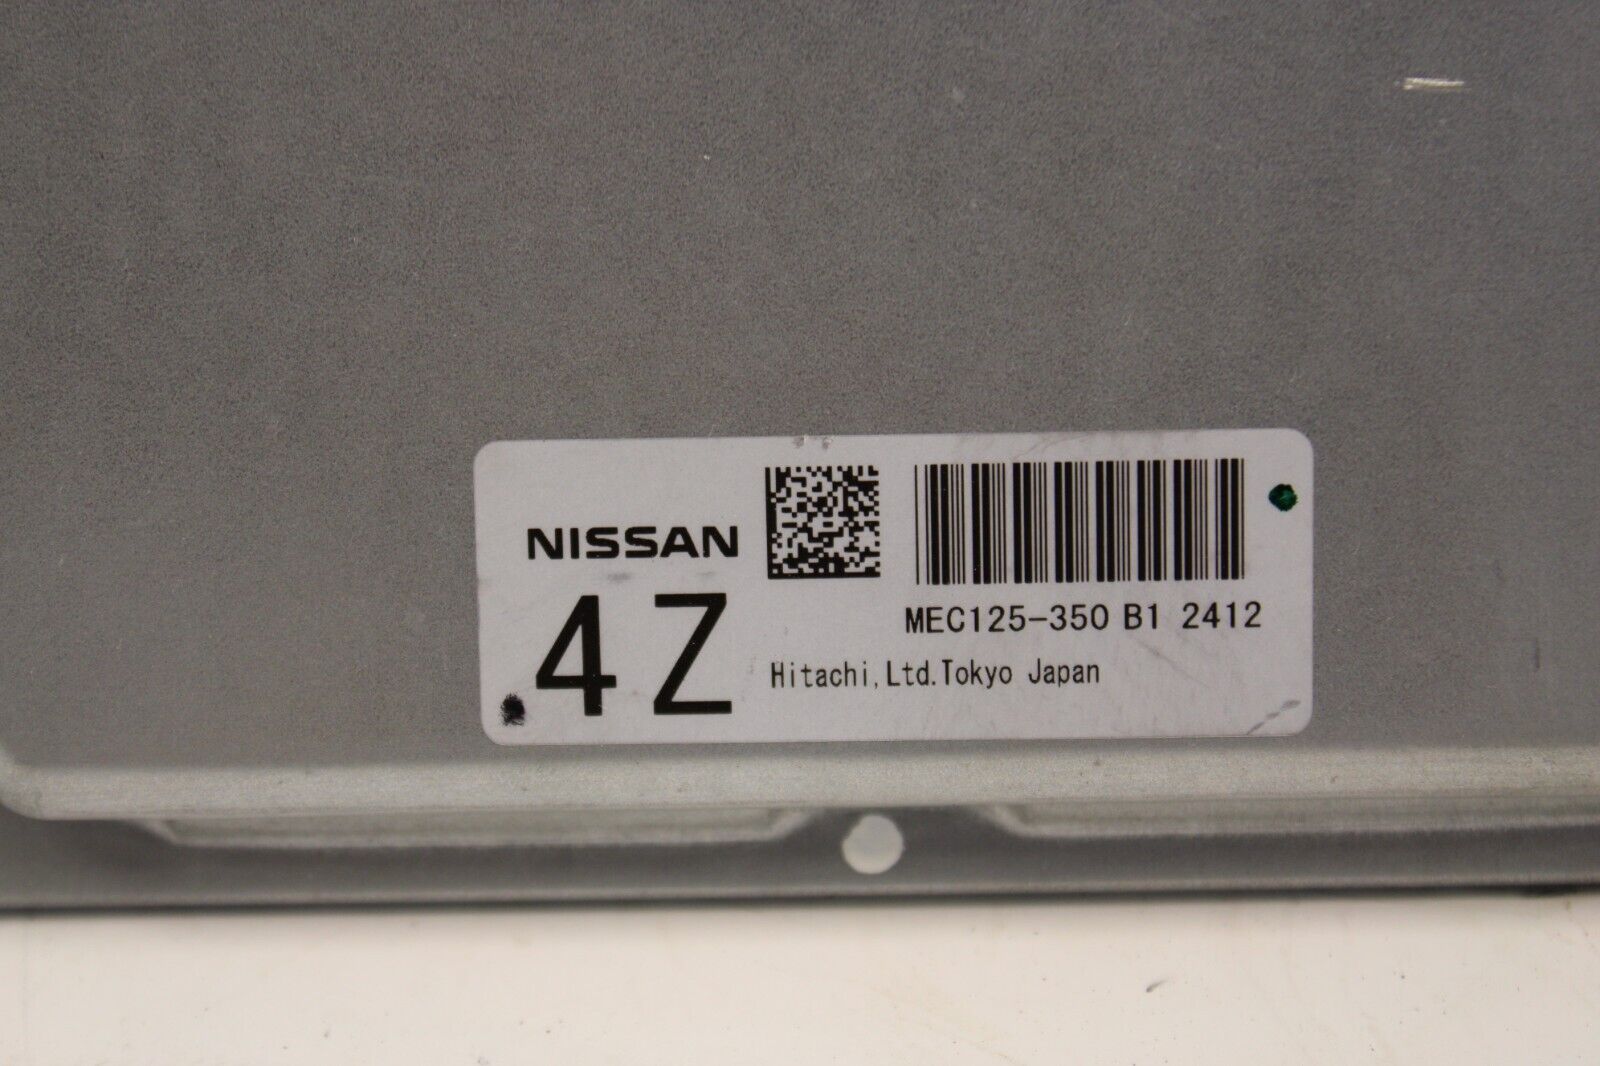 NISSAN
4Z
MEC125-350 B1 2412
Hitachi,Ltd.Tokyo Japan